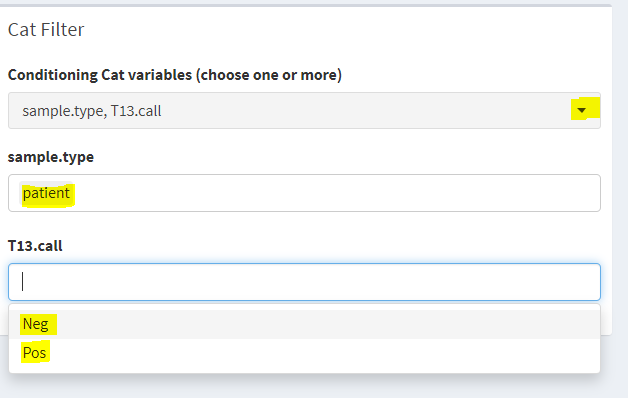 Cat Filter
Conditioning Cat variables (choose one or more)
sample.type, T13.call
sample.type
patient
T13.call
Neg
Pos